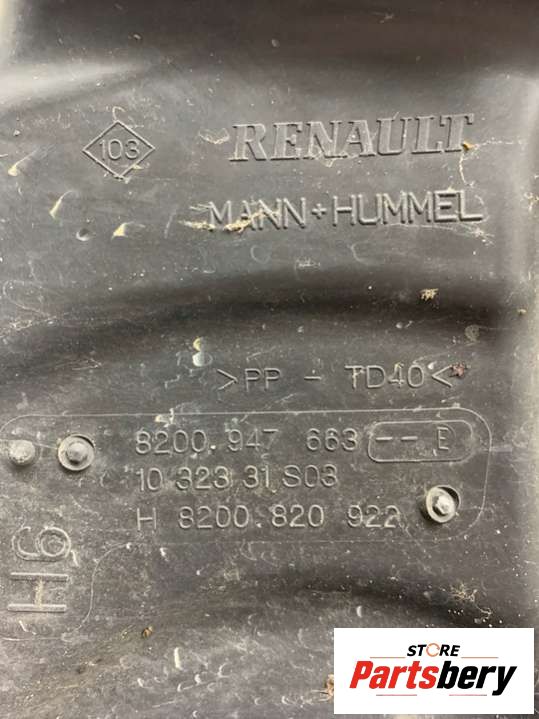 103 RENAULT
MANN+HUMMEL
>PP - TD40<
8200.947 663 -- E
10 323 31 S03
H 8200.820 922
H6
STORE
Partsbery